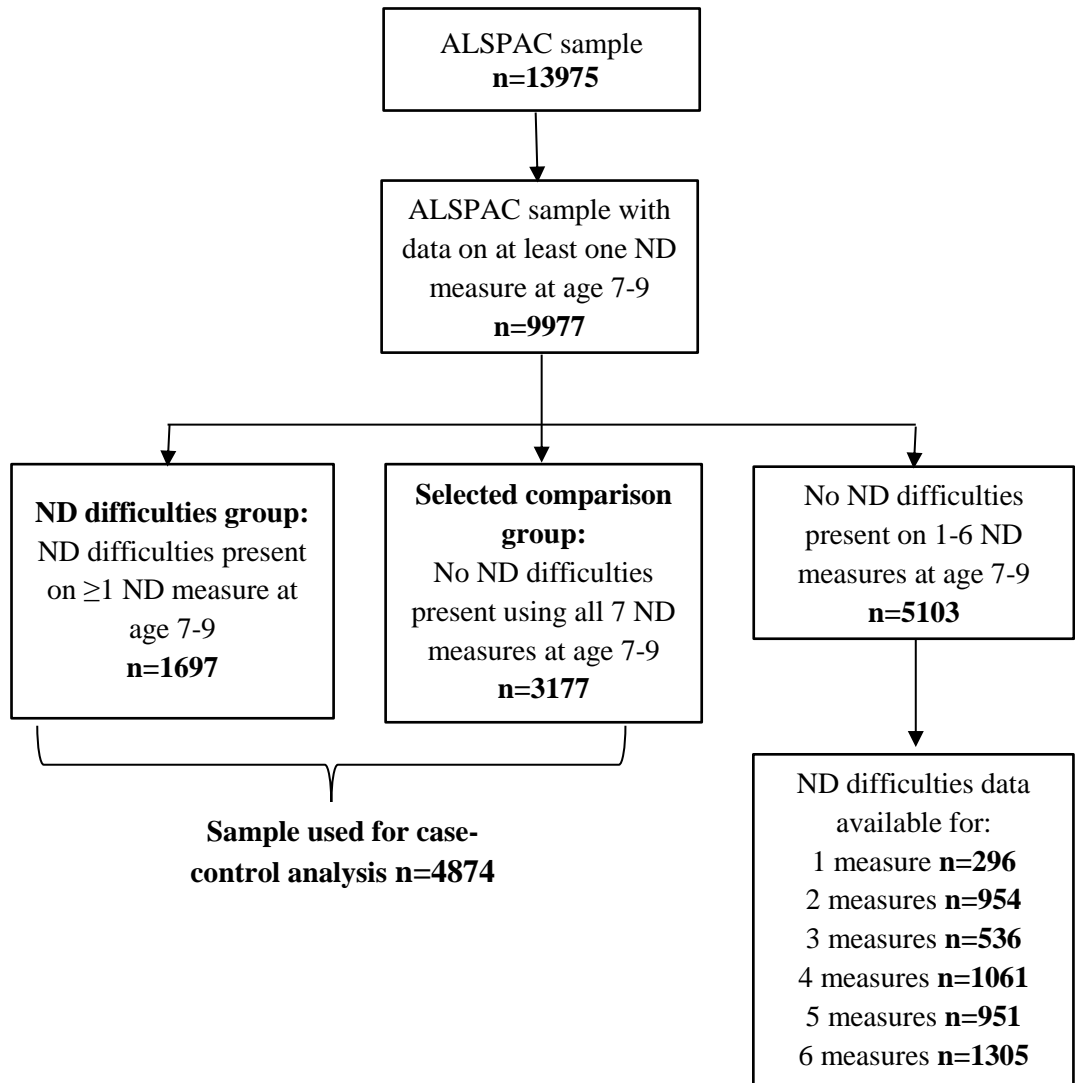 ALSPAC sample
n=13975
ALSPAC sample with
data on at least one ND
measure at age 7-9
n=9977
ND difficulties group:
ND difficulties present
on ≥1 ND measure at
age 7-9
n=1697
Selected comparison
group:
No ND difficulties
present using all 7 ND
measures at age 7-9
n=3177
No ND difficulties
present on 1-6 ND
measures at age 7-9
n=5103
Sample used for case-
control analysis n=4874
ND difficulties data
available for:
1 measure n=296
2 measures n=954
3 measures n=536
4 measures n=1061
5 measures n=951
6 measures n=1305